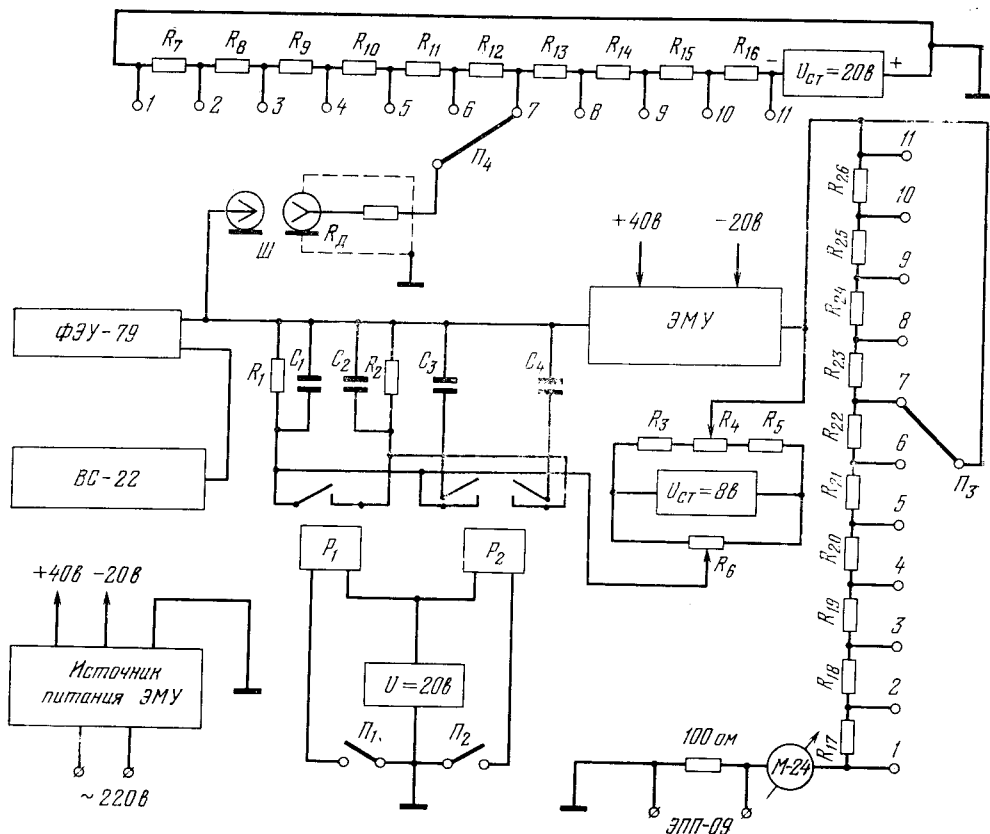 R7 R8 R9 R10 R11 R12 R13 R14 R15 R16
- UСТ = 20в +
1 2 3 4 5 6 7 8 9 10 11
П4
Ш RД
+40в -20в
ФЭУ-79
ЭМУ
R1 C1 C2 R2 C3 C4
ВС-22
R3 R4 R5
UСТ = 8в
R6
P1 P2
+40в -20в
Источник
питания ЭМУ
~ 220в
U = 20в
П1 П2
11
R26
10
R25
9
R24
8
R23
7
R22
6
П3
R21
5
R20
4
R19
3
R18
2
R17
1
100 ом
М-24
ЭПП-09